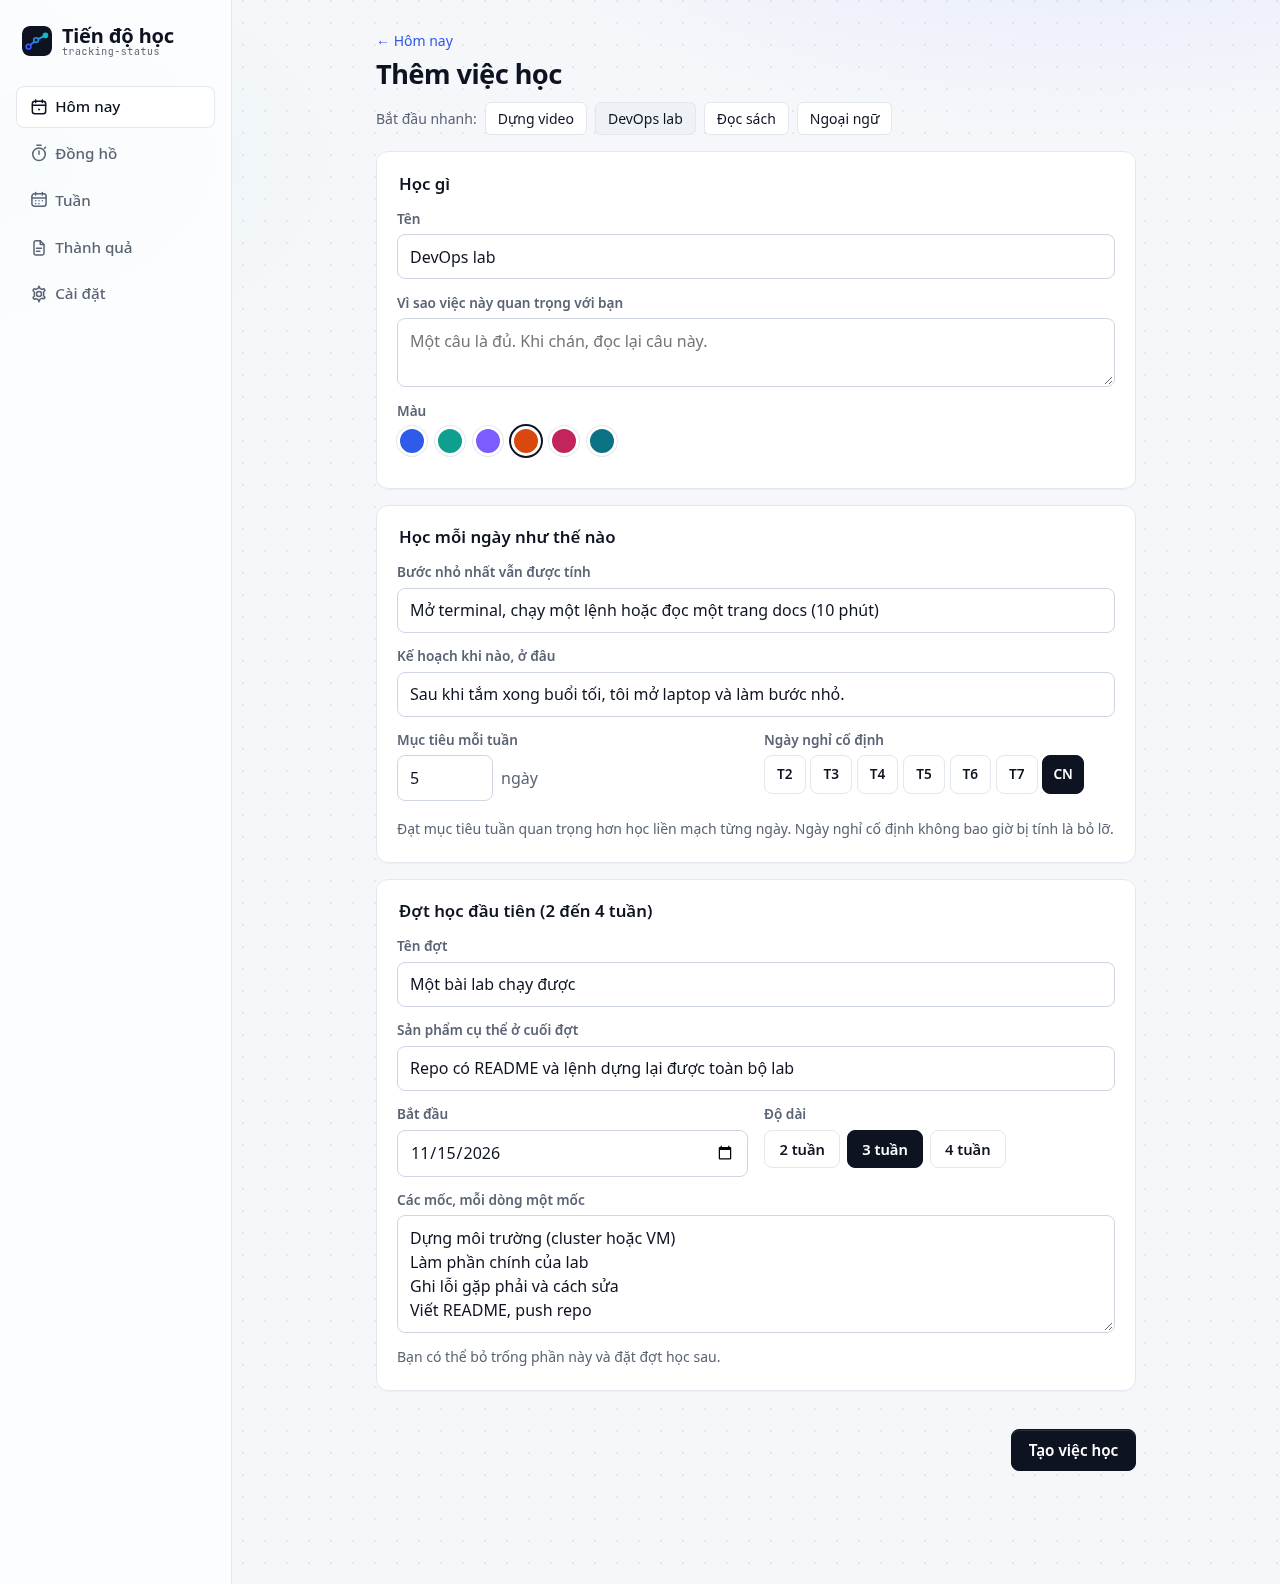 Tiến độ học
tracking-status
Hôm nay
Đồng hồ
Tuần
Thành quả
Cài đặt
← Hôm nay
Thêm việc học
Bắt đầu nhanh: Dựng video DevOps lab Đọc sách Ngoại ngữ
Học gì
Tên
DevOps lab
Vì sao việc này quan trọng với bạn
Một câu là đủ. Khi chán, đọc lại câu này.
Màu
Học mỗi ngày như thế nào
Bước nhỏ nhất vẫn được tính
Mở terminal, chạy một lệnh hoặc đọc một trang docs (10 phút)
Kế hoạch khi nào, ở đâu
Sau khi tắm xong buổi tối, tôi mở laptop và làm bước nhỏ.
Mục tiêu mỗi tuần
5 ngày
Ngày nghỉ cố định
T2 T3 T4 T5 T6 T7 CN
Đạt mục tiêu tuần quan trọng hơn học liền mạch từng ngày. Ngày nghỉ cố định không bao giờ bị tính là bỏ lỡ.
Đợt học đầu tiên (2 đến 4 tuần)
Tên đợt
Một bài lab chạy được
Sản phẩm cụ thể ở cuối đợt
Repo có README và lệnh dựng lại được toàn bộ lab
Bắt đầu
11/15/2026
Độ dài
2 tuần 3 tuần 4 tuần
Các mốc, mỗi dòng một mốc
Dựng môi trường (cluster hoặc VM)
Làm phần chính của lab
Ghi lỗi gặp phải và cách sửa
Viết README, push repo
Bạn có thể bỏ trống phần này và đặt đợt học sau.
Tạo việc học